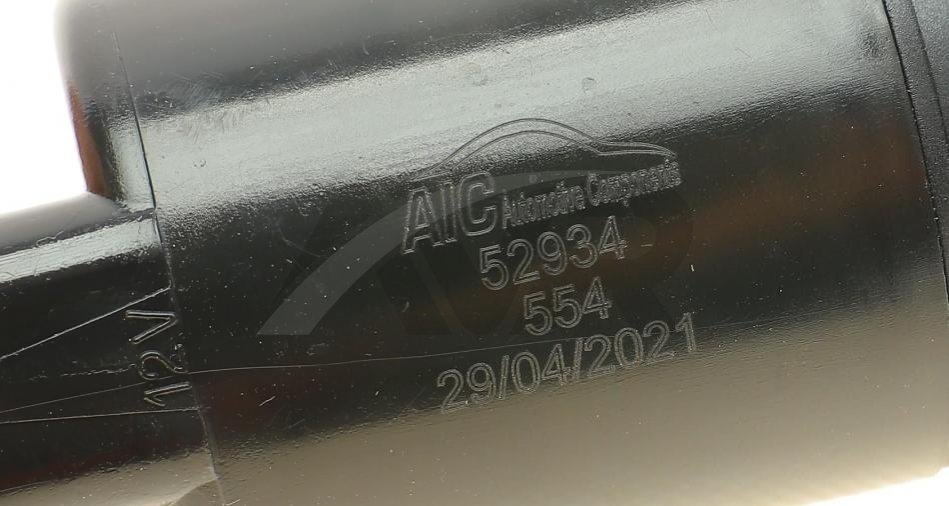 AIC Automotive Components
52934
554
29/04/2021
12V